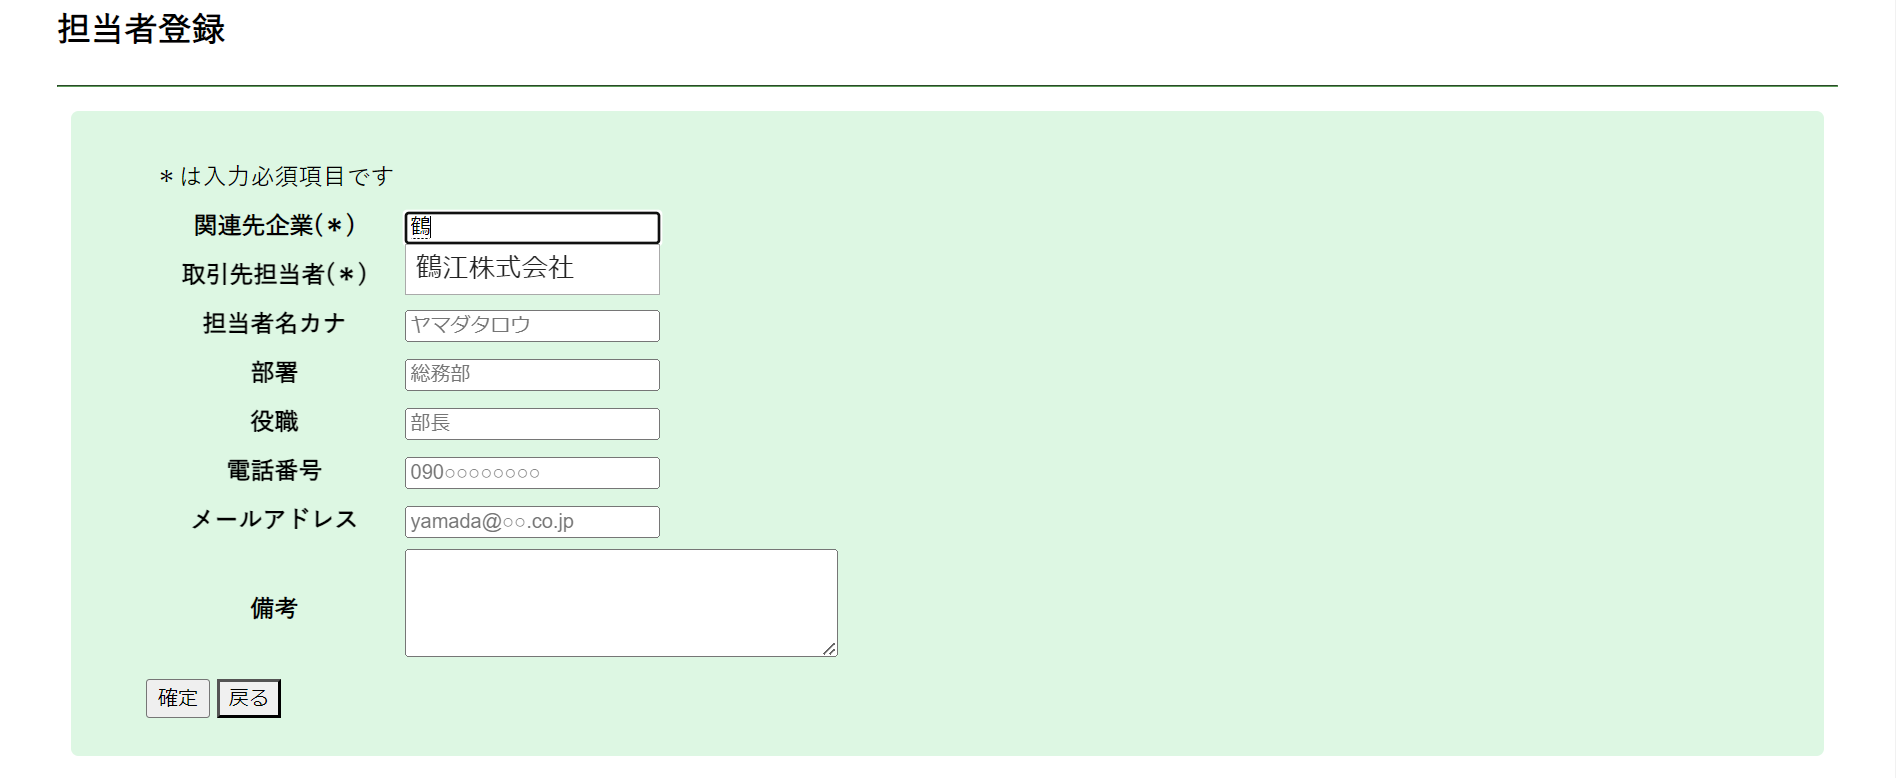 担当者登録
＊は入力必須項目です
関連先企業(＊) 鶴
鶴江株式会社
取引先担当者(＊)
担当者名カナ ヤマダタロウ
部署 総務部
役職 部長
電話番号 090○○○○○○○○
メールアドレス yamada@○○.co.jp
備考
確定 戻る